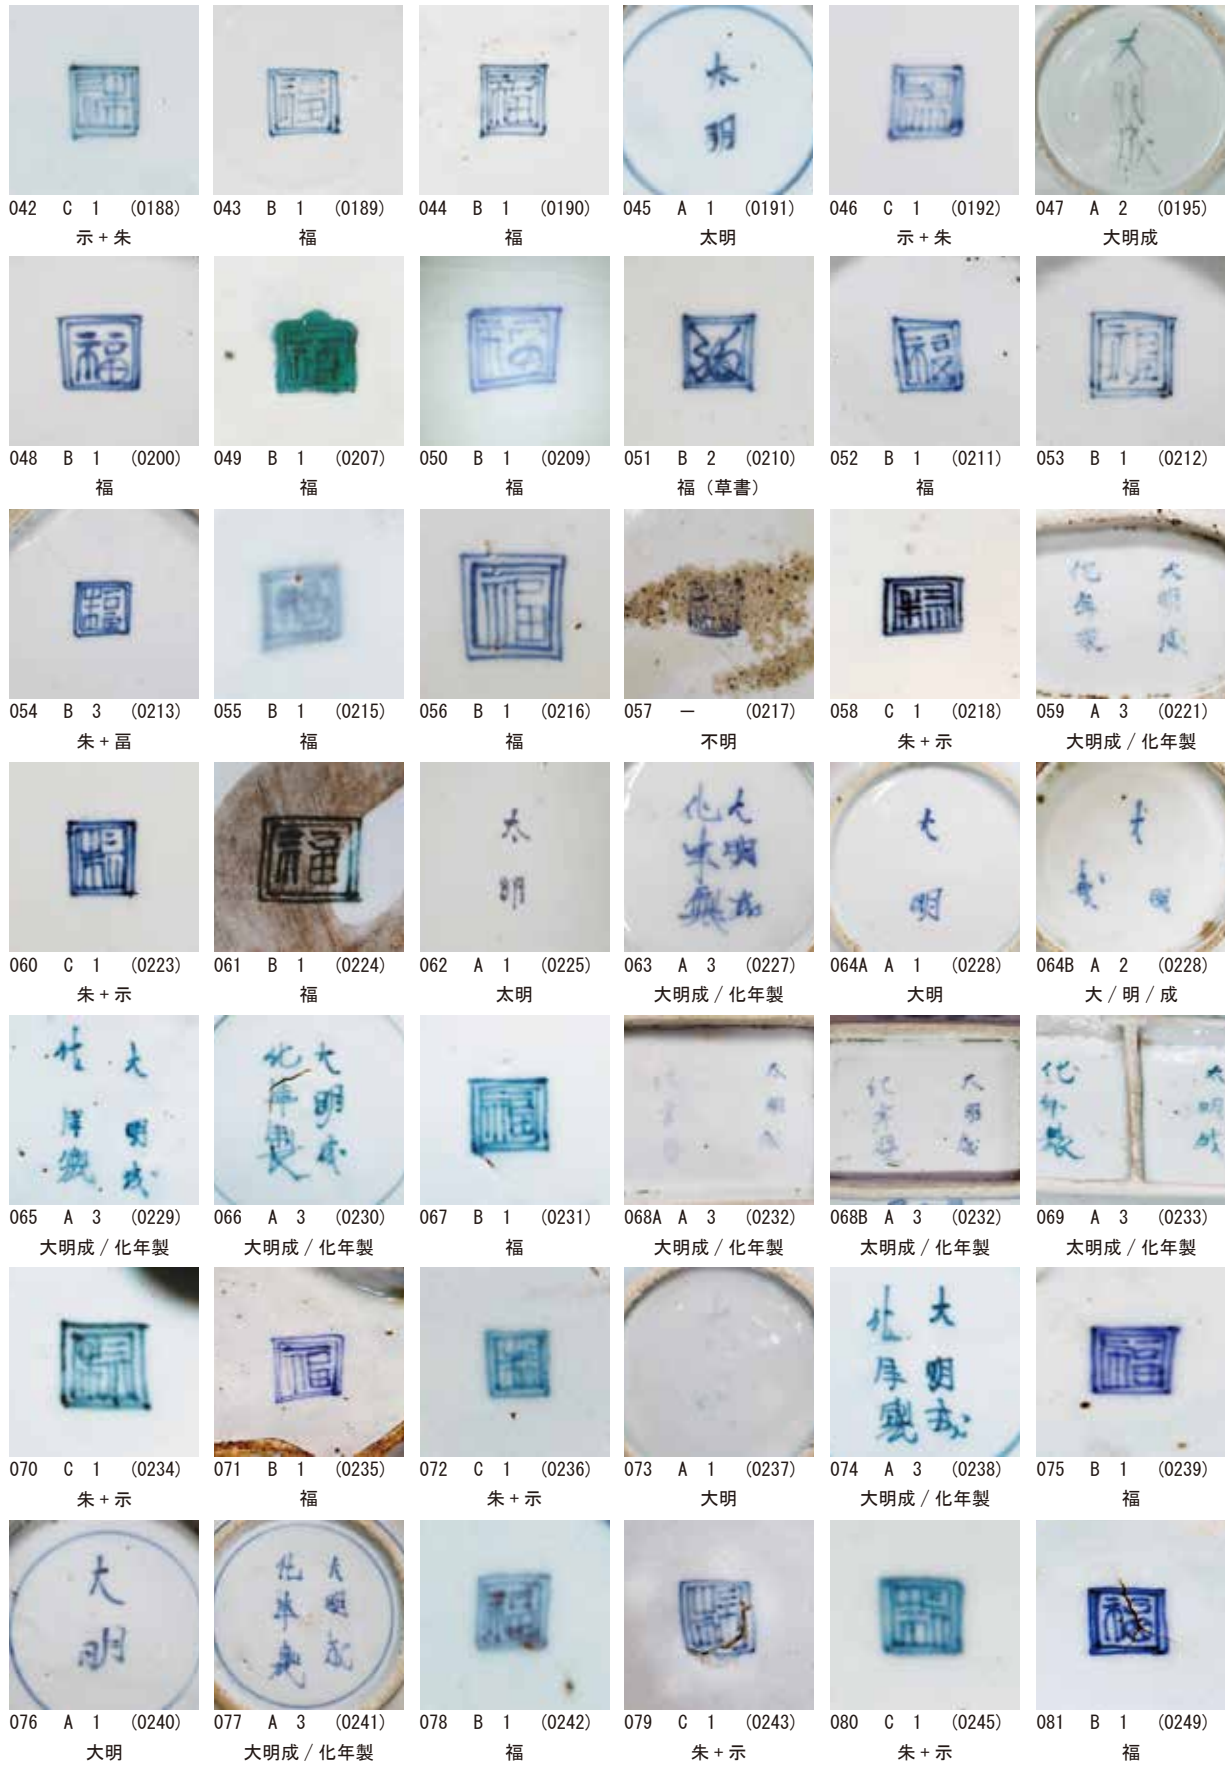 042 C 1 (0188) 043 B 1 (0189) 044 B 1 (0190) 045 A 1 (0191) 046 C 1 (0192) 047 A 2 (0195)
示+朱 福 福 太明 示+朱 大明成
048 B 1 (0200) 049 B 1 (0207) 050 B 1 (0209) 051 B 2 (0210) 052 B 1 (0211) 053 B 1 (0212)
福 福 福 福（草書） 福 福
054 B 3 (0213) 055 B 1 (0215) 056 B 1 (0216) 057 － (0217) 058 C 1 (0218) 059 A 3 (0221)
朱+畐 福 福 不明 朱+示 大明成/化年製
060 C 1 (0223) 061 B 1 (0224) 062 A 1 (0225) 063 A 3 (0227) 064A A 1 (0228) 064B A 2 (0228)
朱+示 福 太明 大明成/化年製 大明 大/明/成
065 A 3 (0229) 066 A 3 (0230) 067 B 1 (0231) 068A A 3 (0232) 068B A 3 (0232) 069 A 3 (0233)
大明成/化年製 大明成/化年製 福 大明成/化年製 太明成/化年製 太明成/化年製
070 C 1 (0234) 071 B 1 (0235) 072 C 1 (0236) 073 A 1 (0237) 074 A 3 (0238) 075 B 1 (0239)
朱+示 福 朱+示 大明 大明成/化年製 福
076 A 1 (0240) 077 A 3 (0241) 078 B 1 (0242) 079 C 1 (0243) 080 C 1 (0245) 081 B 1 (0249)
大明 大明成/化年製 福 朱+示 朱+示 福